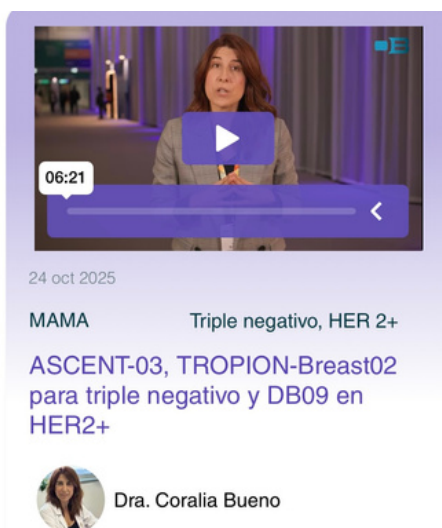 06:21
24 oct 2025
MAMA Triple negativo, HER 2+
ASCENT-03, TROPION-Breast02
para triple negativo y DB09 en
HER2+
Dra. Coralia Bueno